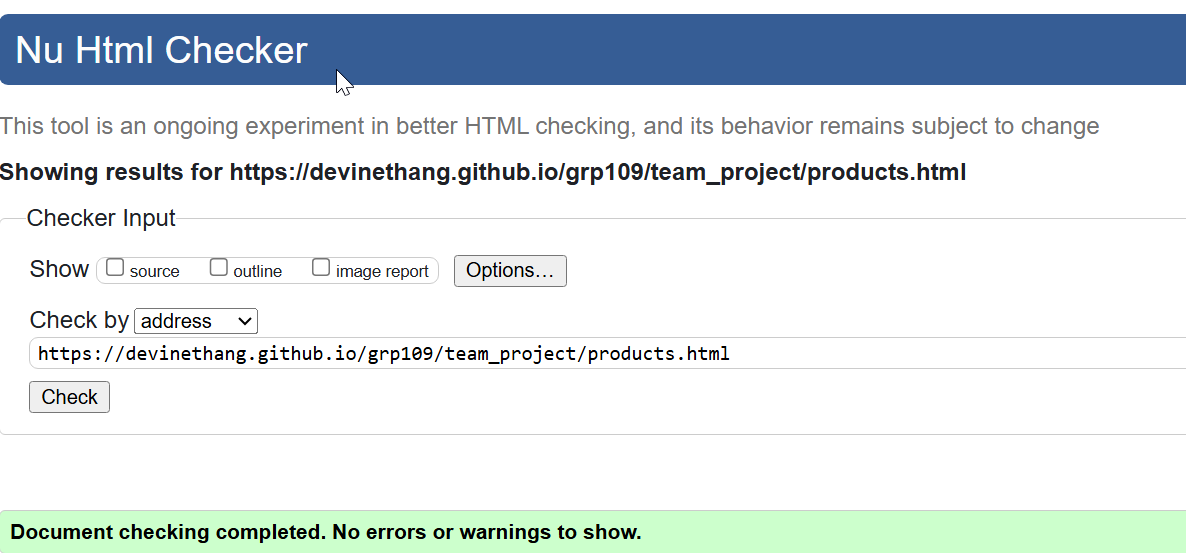 Nu Html Checker
This tool is an ongoing experiment in better HTML checking, and its behavior remains subject to change
Showing results for https://devinethang.github.io/grp109/team_project/products.html
Checker Input
Show source outline image report Options...
Check by address
https://devinethang.github.io/grp109/team_project/products.html
Check
Document checking completed. No errors or warnings to show.